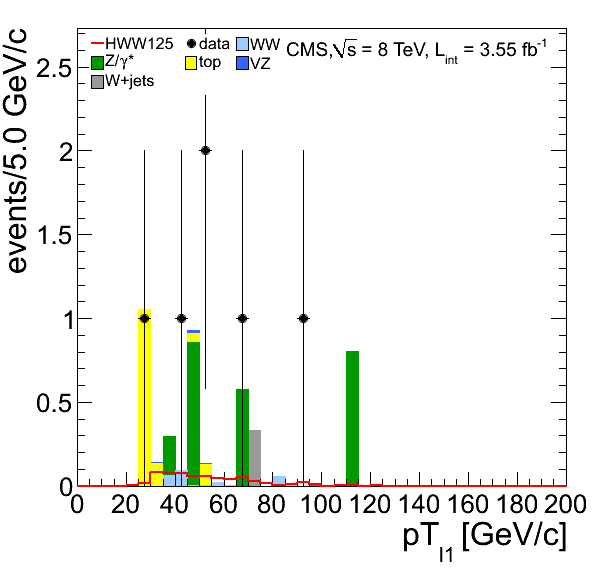 HWW125 data WW CMS,√s = 8 TeV, L_int = 3.55 fb⁻¹
Z/γ* top VZ
W+jets
events/5.0 GeV/c
2.5
2
1.5
1
0.5
0
0 20 40 60 80 100 120 140 160 180 200
pT_l1 [GeV/c]